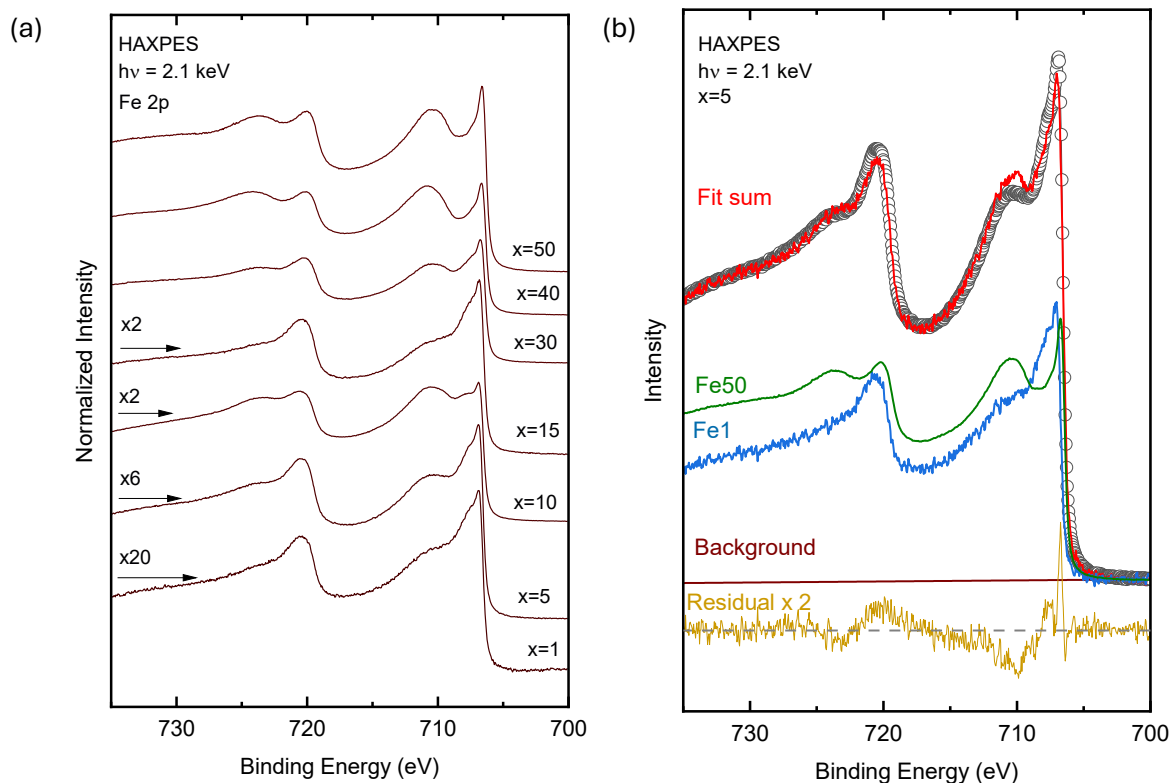 (a)
HAXPES
hν = 2.1 keV
Fe 2p
x=50
x=40
x2
x=30
x2
x=15
x6
x=10
x20
x=5
x=1
Normalized Intensity
730
720
710
700
Binding Energy (eV)
(b)
HAXPES
hν = 2.1 keV
x=5
Fit sum
Fe50
Fe1
Background
Residual x 2
Intensity
730
720
710
700
Binding Energy (eV)